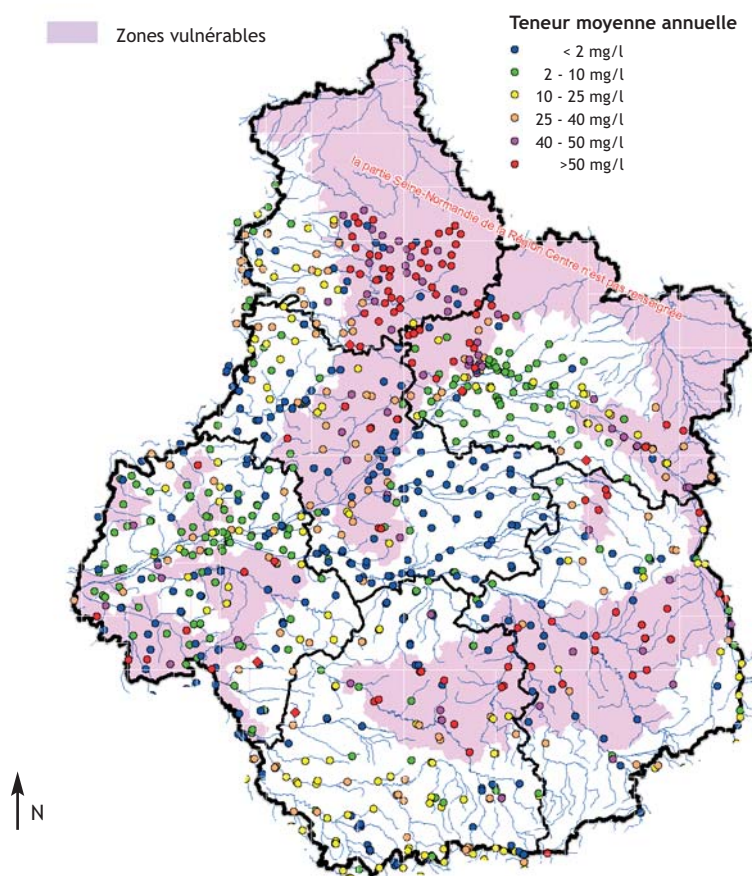 Zones vulnérables
Teneur moyenne annuelle
< 2 mg/l
2 - 10 mg/l
10 - 25 mg/l
25 - 40 mg/l
40 - 50 mg/l
>50 mg/l
la partie Seine-Normandie de la Région Centre n'est pas renseignée
N